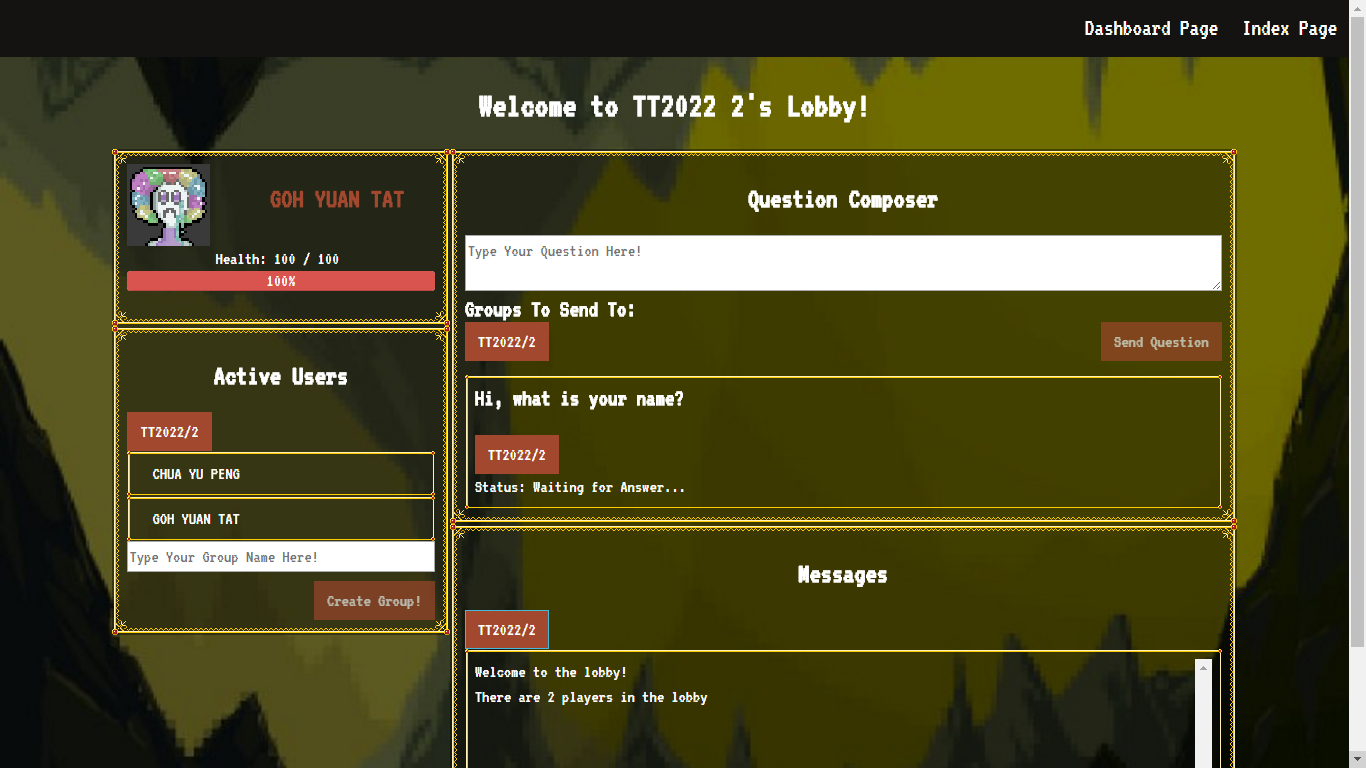 Dashboard Page Index Page
Welcome to TT2022 2's Lobby!
GOH YUAN TAT
Health: 100 / 100
100%
Active Users
TT2022/2
CHUA YU PENG
GOH YUAN TAT
Type Your Group Name Here!
Create Group!
Question Composer
Type Your Question Here!
Groups To Send To:
TT2022/2
Send Question
Hi, what is your name?
TT2022/2
Status: Waiting for Answer...
Messages
TT2022/2
Welcome to the lobby!
There are 2 players in the lobby